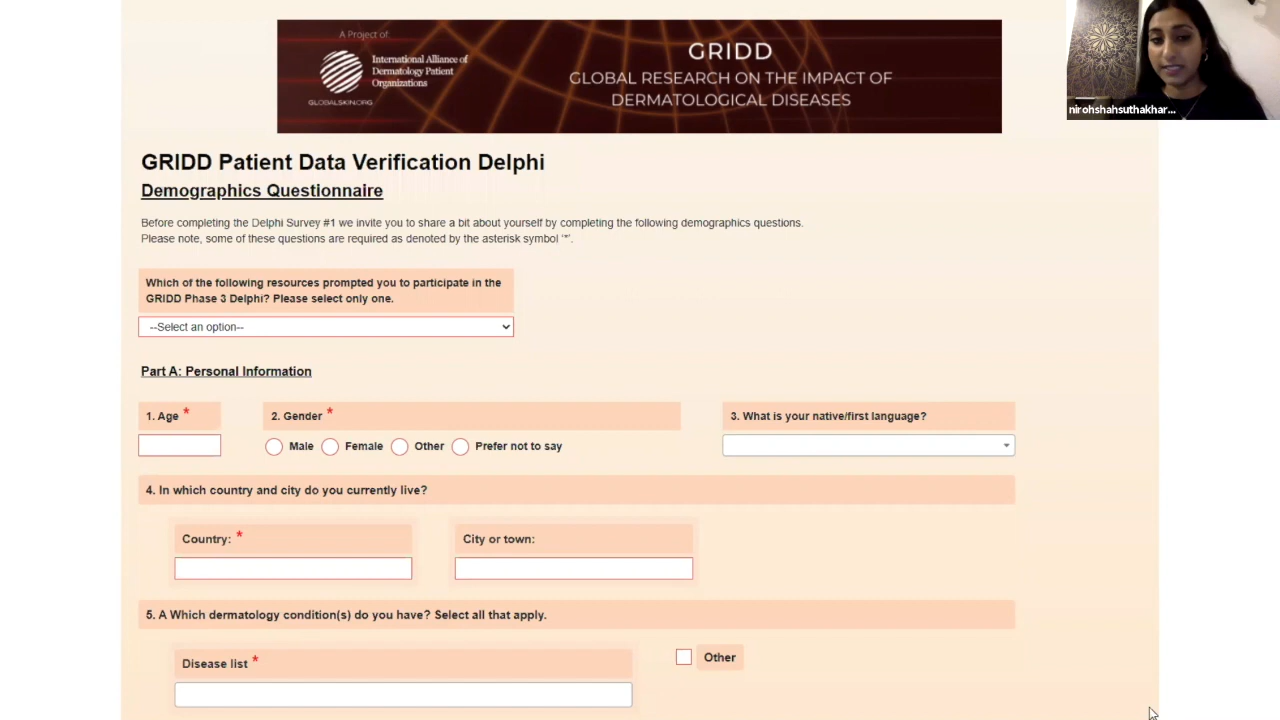 A Project of:
International Alliance of
Dermatology Patient
Organizations
GLOBALSKIN.ORG
GRIDD
GLOBAL RESEARCH ON THE IMPACT OF
DERMATOLOGICAL DISEASES
nirohshahsuthakhar...
GRIDD Patient Data Verification Delphi
Demographics Questionnaire
Before completing the Delphi Survey #1 we invite you to share a bit about yourself by completing the following demographics questions.
Please note, some of these questions are required as denoted by the asterisk symbol '*'.
Which of the following resources prompted you to participate in the
GRIDD Phase 3 Delphi? Please select only one.
--Select an option--
Part A: Personal Information
1. Age *
2. Gender *
3. What is your native/first language?
Male Female Other Prefer not to say
4. In which country and city do you currently live?
Country: *
City or town:
5. A Which dermatology condition(s) do you have? Select all that apply.
Disease list *
Other